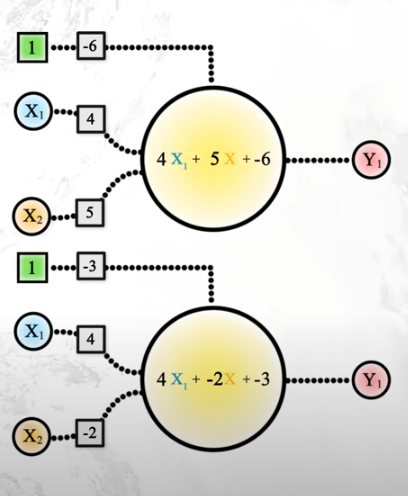 1 -6
X₁ 4
4 X₁ + 5 X + -6 Y₁
X₂ 5
1 -3
X₁ 4
4 X₁ + -2X + -3 Y₁
X₂ -2